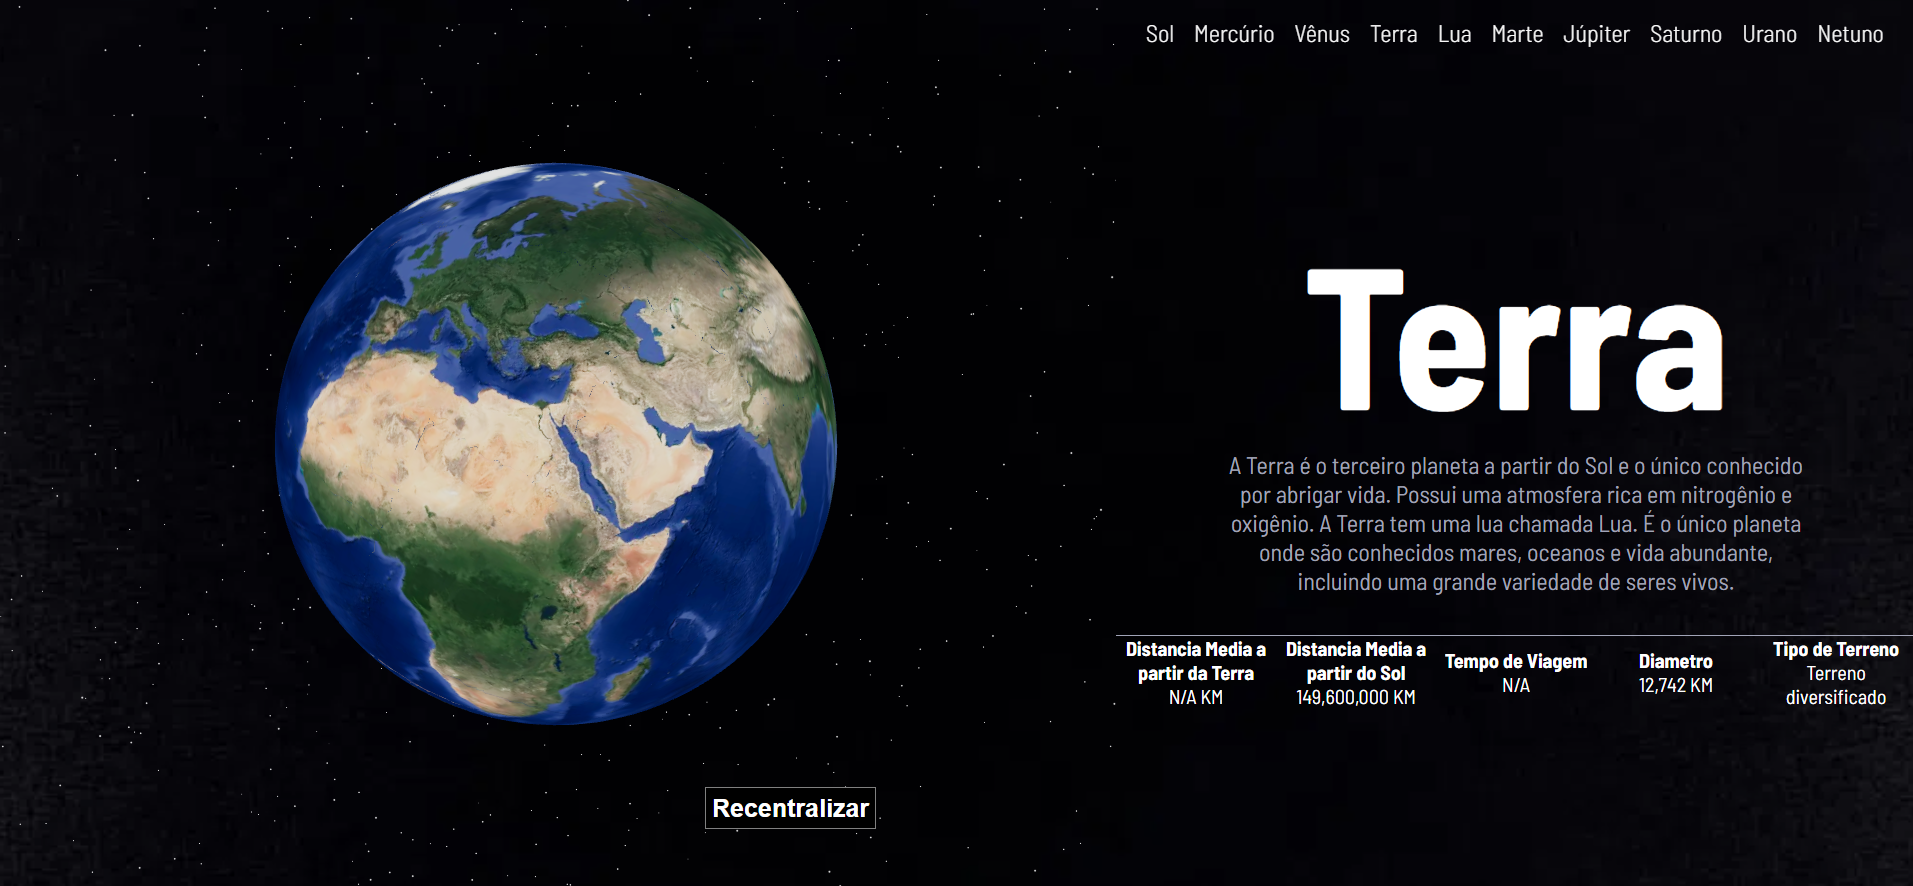 Sol Mercúrio Vênus Terra Lua Marte Júpiter Saturno Urano Netuno
Terra
A Terra é o terceiro planeta a partir do Sol e o único conhecido
por abrigar vida. Possui uma atmosfera rica em nitrogênio e
oxigênio. A Terra tem uma lua chamada Lua. É o único planeta
onde são conhecidos mares, oceanos e vida abundante,
incluindo uma grande variedade de seres vivos.
Distancia Media a
partir da Terra
N/A KM
Distancia Media a
partir do Sol
149,600,000 KM
Tempo de Viagem
N/A
Diametro
12,742 KM
Tipo de Terreno
Terreno
diversificado
Recentralizar